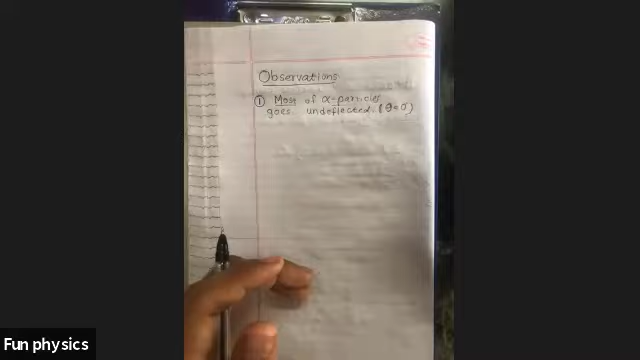 Observations
① Most of α-particles
goes undeflected. (θ=0°)
Fun physics